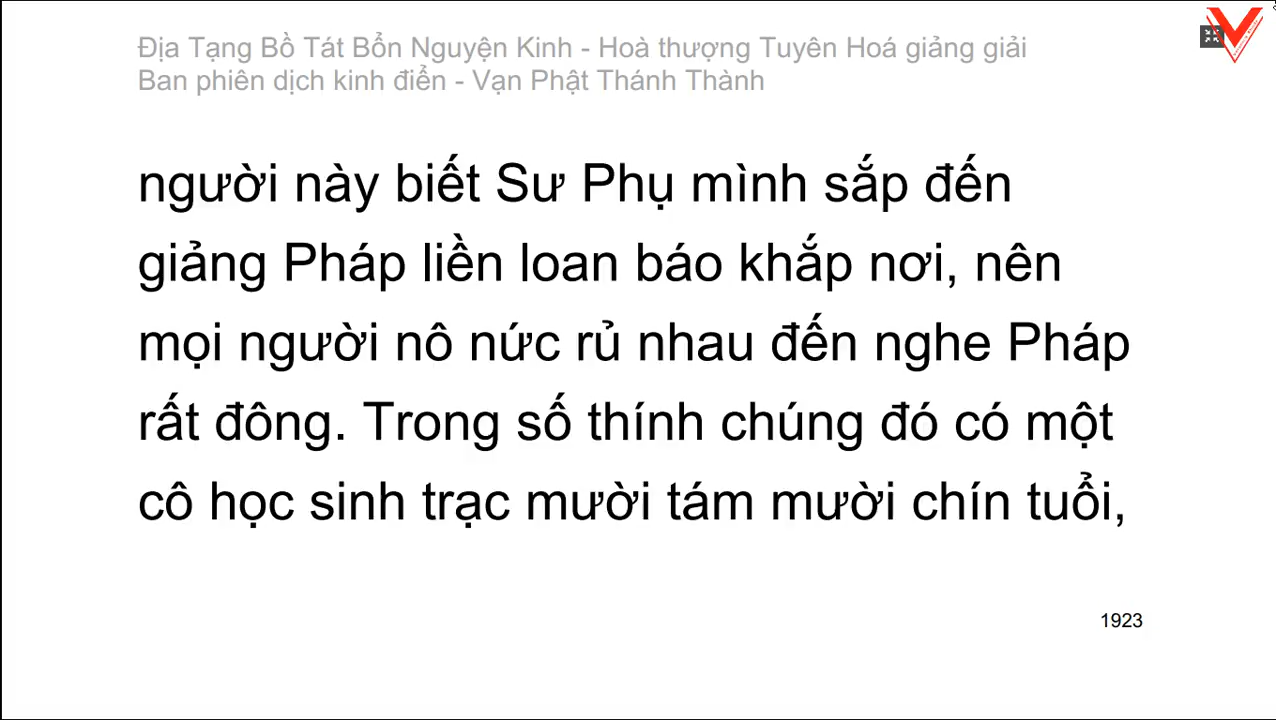 Địa Tạng Bồ Tát Bổn Nguyện Kinh - Hoà thượng Tuyên Hoá giảng giải
Ban phiên dịch kinh điển - Vạn Phật Thánh Thành
người này biết Sư Phụ mình sắp đến
giảng Pháp liền loan báo khắp nơi, nên
mọi người nô nức rủ nhau đến nghe Pháp
rất đông. Trong số thính chúng đó có một
cô học sinh trạc mười tám mười chín tuổi,
1923